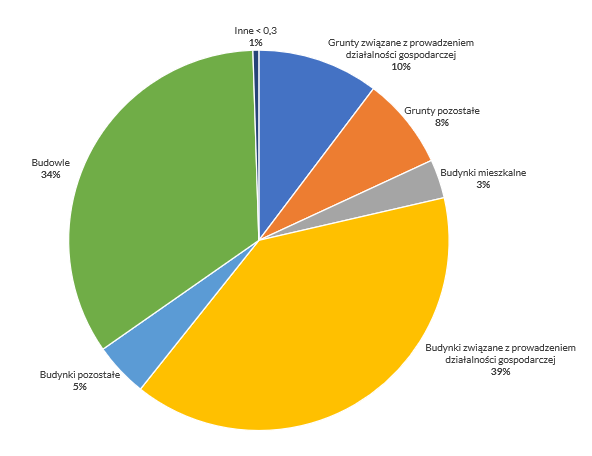 Inne < 0,3
1%
Grunty związane z prowadzeniem
działalności gospodarczej
10%
Grunty pozostałe
8%
Budynki mieszkalne
3%
Budynki związane z prowadzeniem
działalności gospodarczej
39%
Budynki pozostałe
5%
Budowle
34%